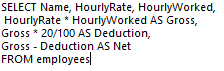 SELECT Name, HourlyRate, HourlyWorked,
HourlyRate * HourlyWorked AS Gross,
Gross * 20/100 AS Deduction,
Gross - Deduction AS Net
FROM employees